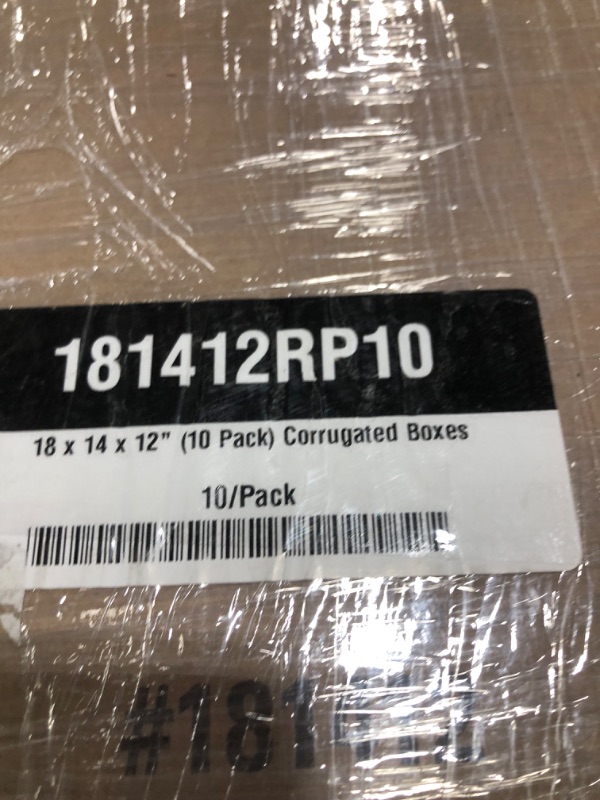 181412RP10
18 x 14 x 12" (10 Pack) Corrugated Boxes
10/Pack